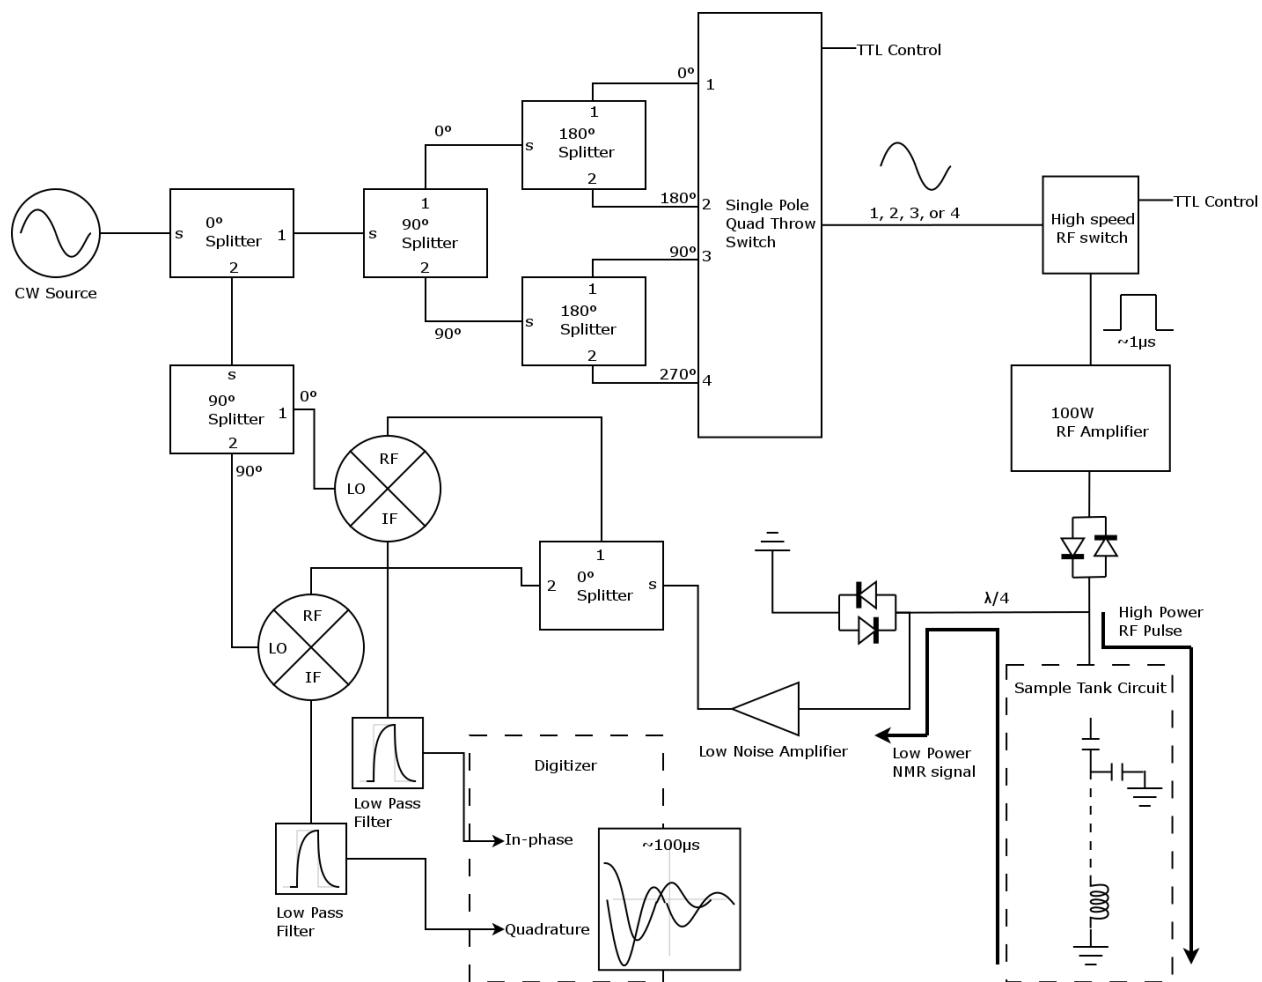 TTL Control
0º
1
1
0º
180º
Splitter
s
2
180º
2
Single Pole
Quad Throw
Switch
1, 2, 3, or 4
High speed
RF switch
TTL Control
CW Source
s
0º
Splitter
1
2
s
1
90º
Splitter
2
90º
90º
3
1
180º
Splitter
s
2
270º
4
~1µs
100W
RF Amplifier
s
90º
Splitter
1
0º
2
90º
RF
LO
IF
RF
LO
IF
1
2
0º
Splitter
s
λ/4
High Power
RF Pulse
Sample Tank Circuit
Low Noise Amplifier
Low Power
NMR signal
Low Pass
Filter
Low Pass
Filter
Digitizer
In-phase
Quadrature
~100µs